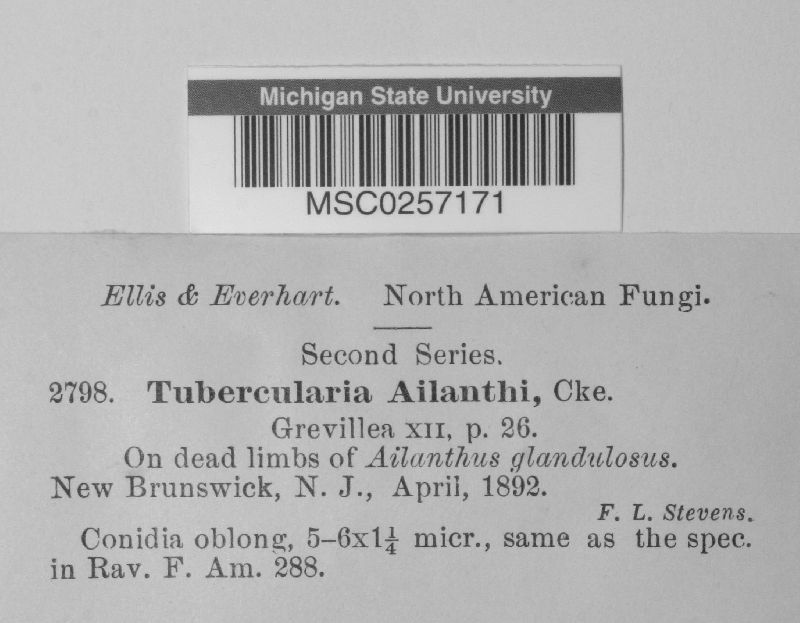 Michigan State University
MSC0257171
Ellis & Everhart. North American Fungi.
Second Series.
2798. Tubercularia Ailanthi, Cke.
Grevillea XII, p. 26.
On dead limbs of Ailanthus glandulosus.
New Brunswick, N. J., April, 1892.
F. L. Stevens.
Conidia oblong, 5-6x1¼ micr., same as the spec.
in Rav. F. Am. 288.